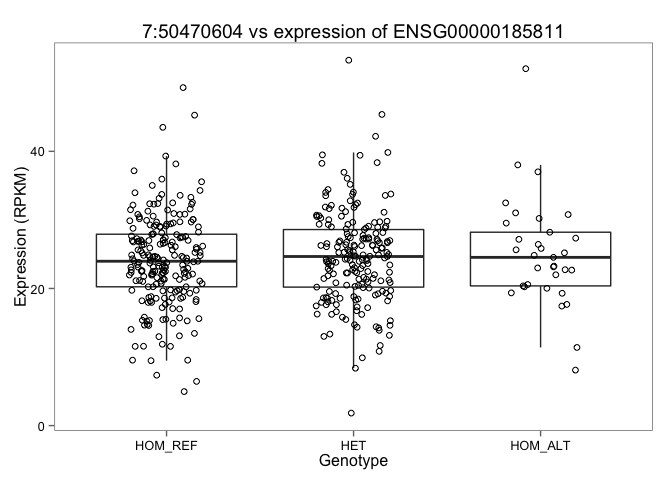 7:50470604 vs expression of ENSG00000185811
Expression (RPKM)
40
20
0
HOM_REF HET HOM_ALT
Genotype